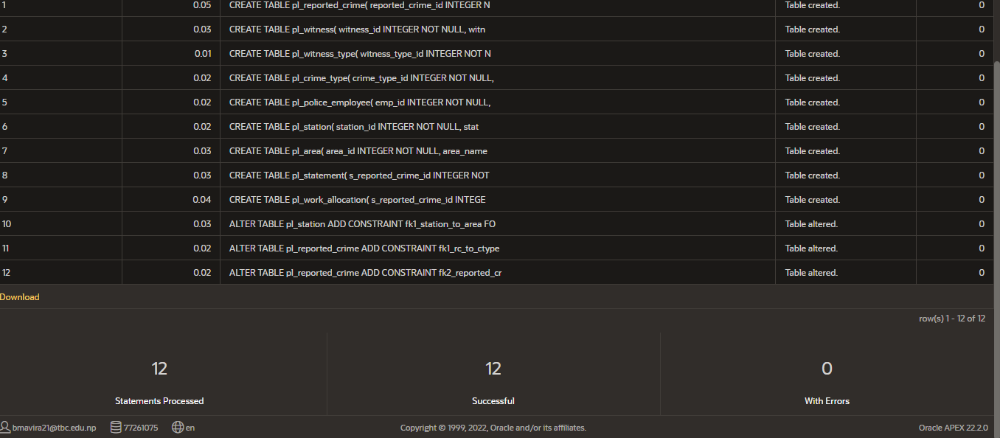 1 0.05 CREATE TABLE pl_reported_crime( reported_crime_id INTEGER N Table created. 0
2 0.03 CREATE TABLE pl_witness( witness_id INTEGER NOT NULL, witn Table created. 0
3 0.01 CREATE TABLE pl_witness_type( witness_type_id INTEGER NOT N Table created. 0
4 0.02 CREATE TABLE pl_crime_type( crime_type_id INTEGER NOT NULL, Table created. 0
5 0.02 CREATE TABLE pl_police_employee( emp_id INTEGER NOT NULL, Table created. 0
6 0.02 CREATE TABLE pl_station( station_id INTEGER NOT NULL, stat Table created. 0
7 0.03 CREATE TABLE pl_area( area_id INTEGER NOT NULL, area_name Table created. 0
8 0.03 CREATE TABLE pl_statement( s_reported_crime_id INTEGER NOT Table created. 0
9 0.04 CREATE TABLE pl_work_allocation( s_reported_crime_id INTEGE Table created. 0
10 0.03 ALTER TABLE pl_station ADD CONSTRAINT fk1_station_to_area FO Table altered. 0
11 0.02 ALTER TABLE pl_reported_crime ADD CONSTRAINT fk1_rc_to_ctype Table altered. 0
12 0.02 ALTER TABLE pl_reported_crime ADD CONSTRAINT fk2_reported_cr Table altered. 0
Download
row(s) 1 - 12 of 12
12 12 0
Statements Processed Successful With Errors
bmavira21@tbc.edu.np 77261075 en Copyright © 1999, 2022, Oracle and/or its affiliates. Oracle APEX 22.2.0